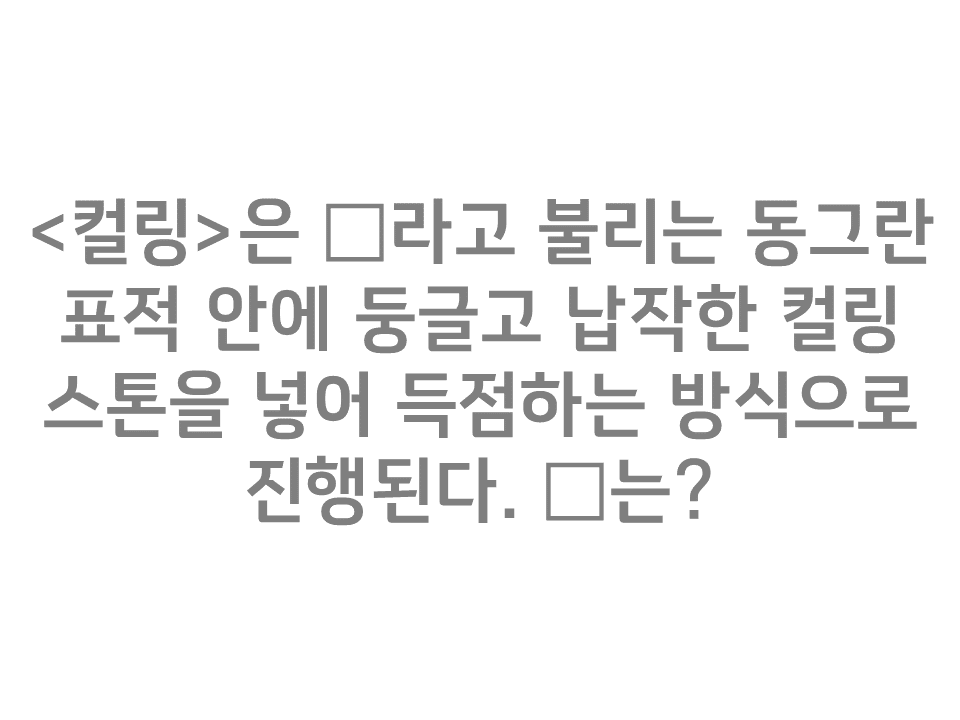 <컬링>은 □라고 불리는 동그란
표적 안에 둥글고 납작한 컬링
스톤을 넣어 득점하는 방식으로
진행된다. □는?